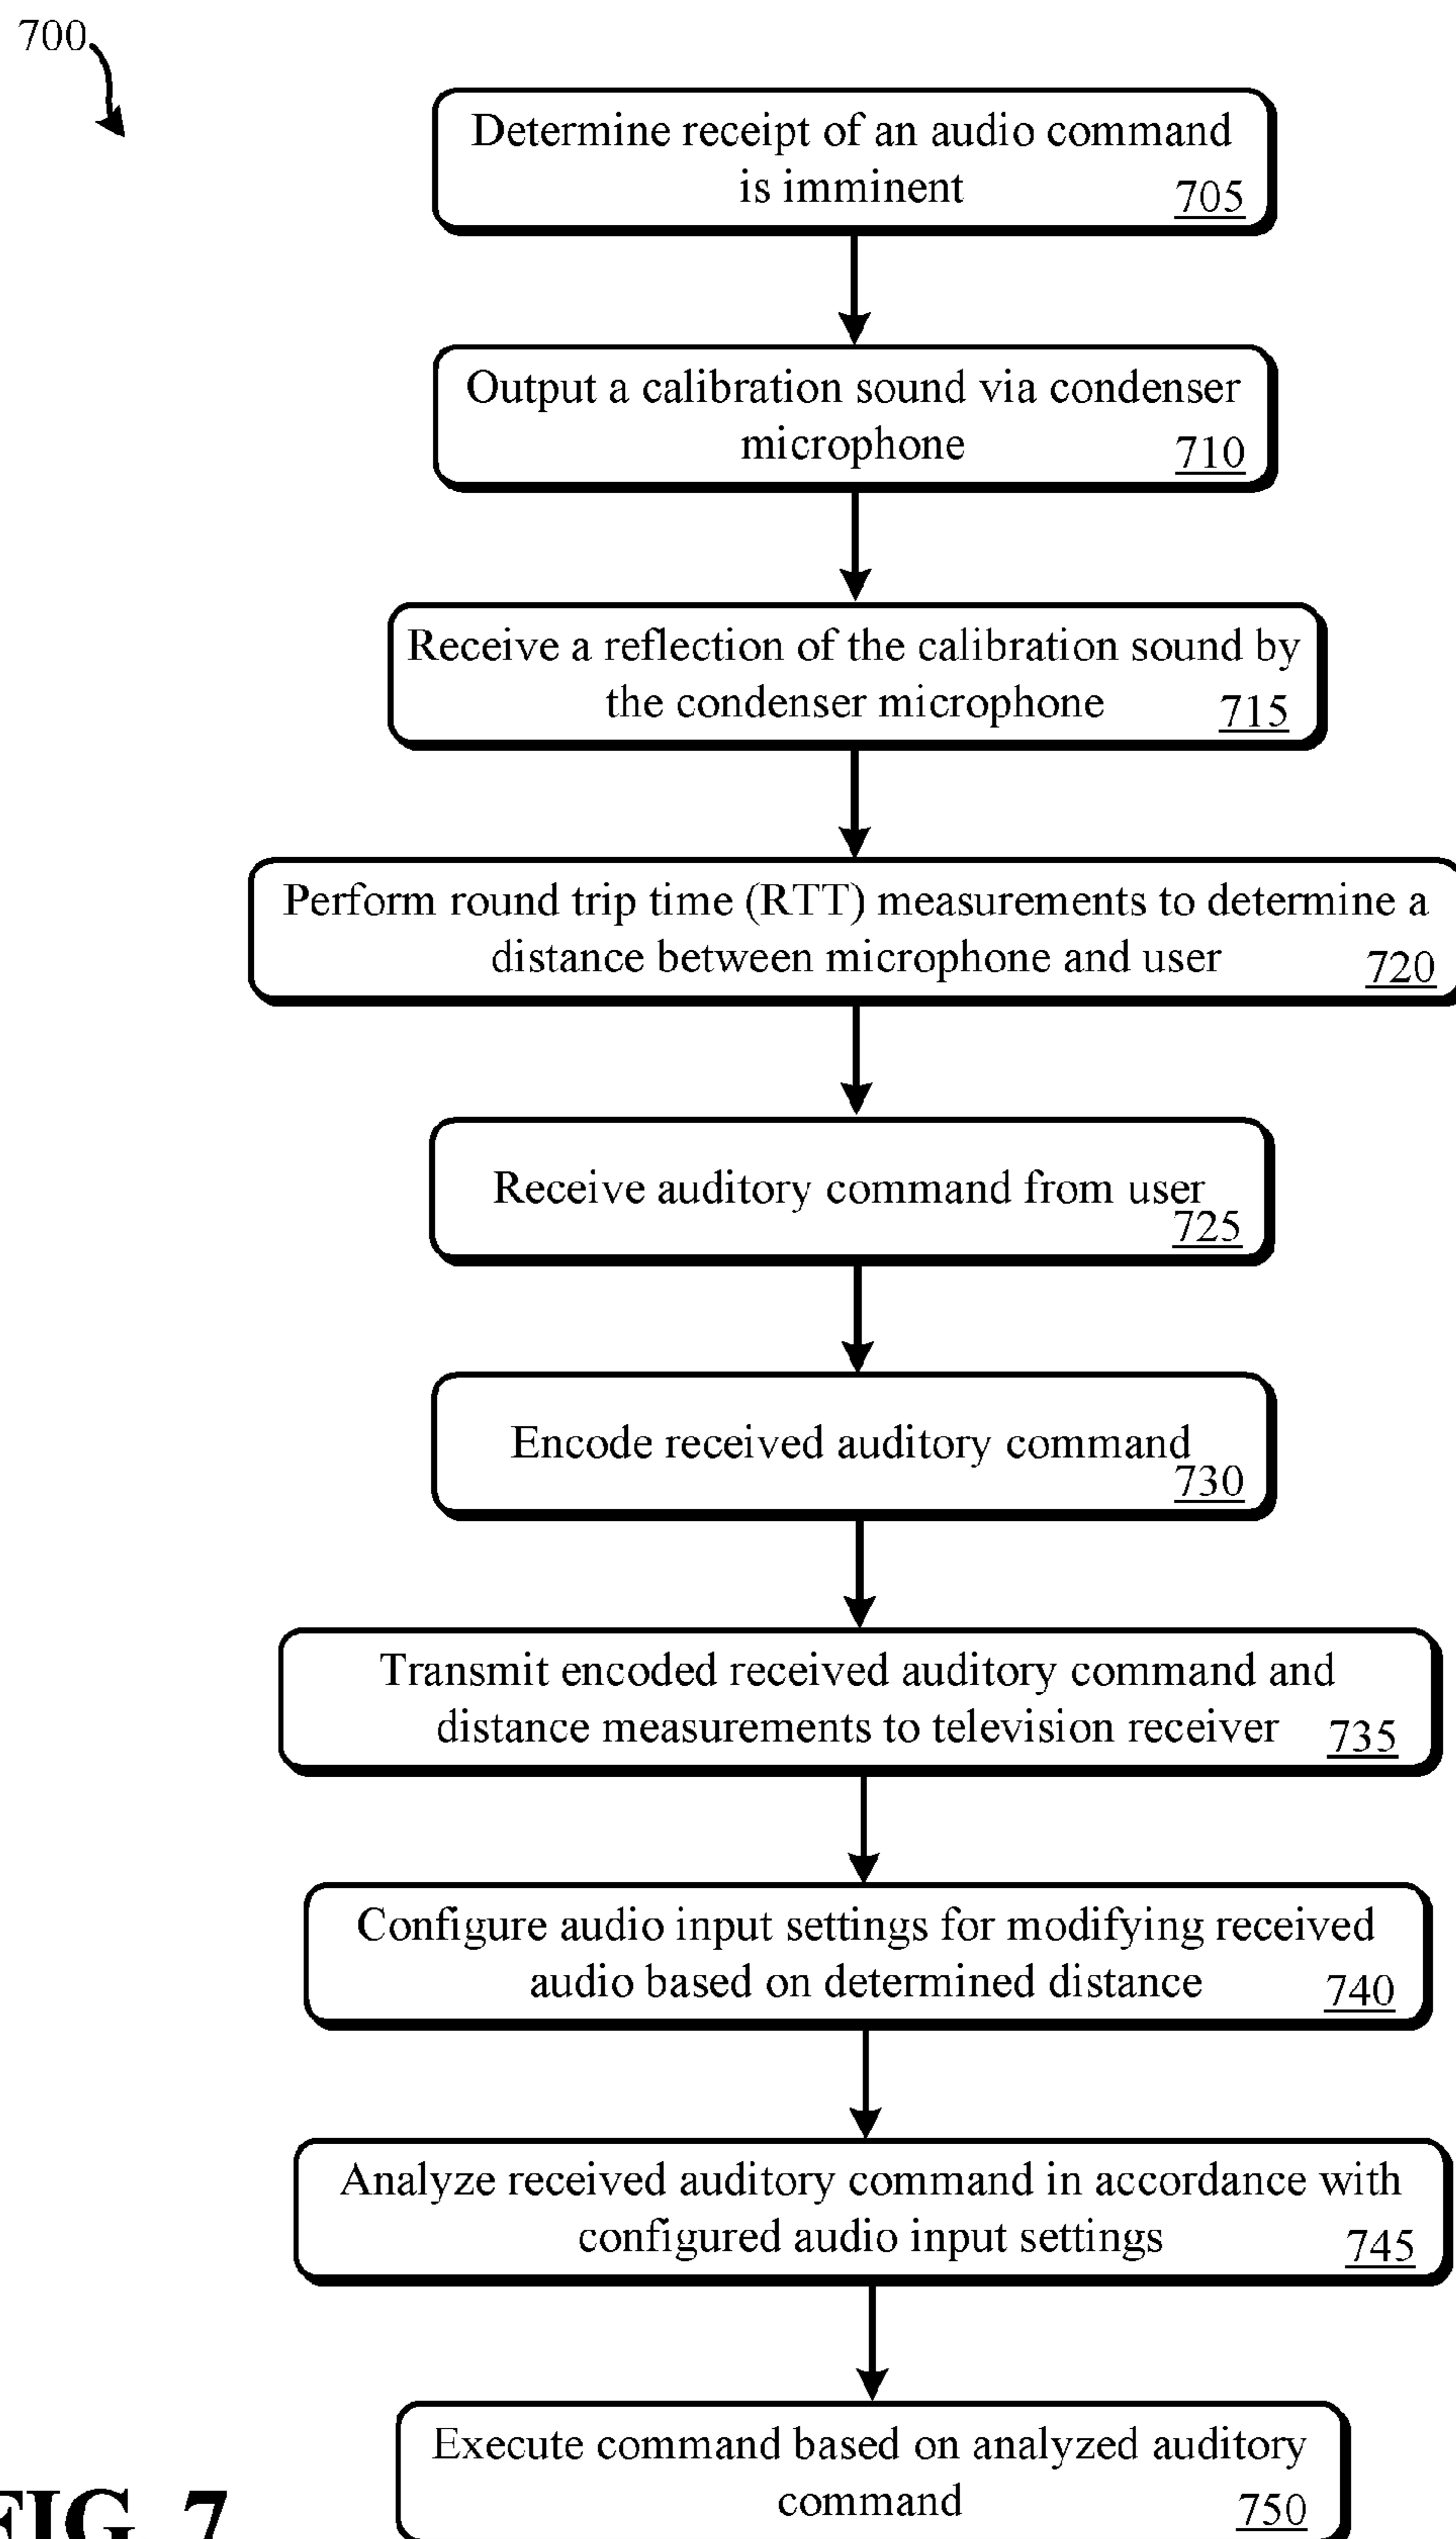 700
Determine receipt of an audio command
is imminent 705
Output a calibration sound via condenser
microphone 710
Receive a reflection of the calibration sound by
the condenser microphone 715
Perform round trip time (RTT) measurements to determine a
distance between microphone and user 720
Receive auditory command from user
725
Encode received auditory command
730
Transmit encoded received auditory command and
distance measurements to television receiver 735
Configure audio input settings for modifying received
audio based on determined distance 740
Analyze received auditory command in accordance with
configured audio input settings 745
Execute command based on analyzed auditory
command 750
FIG. 7